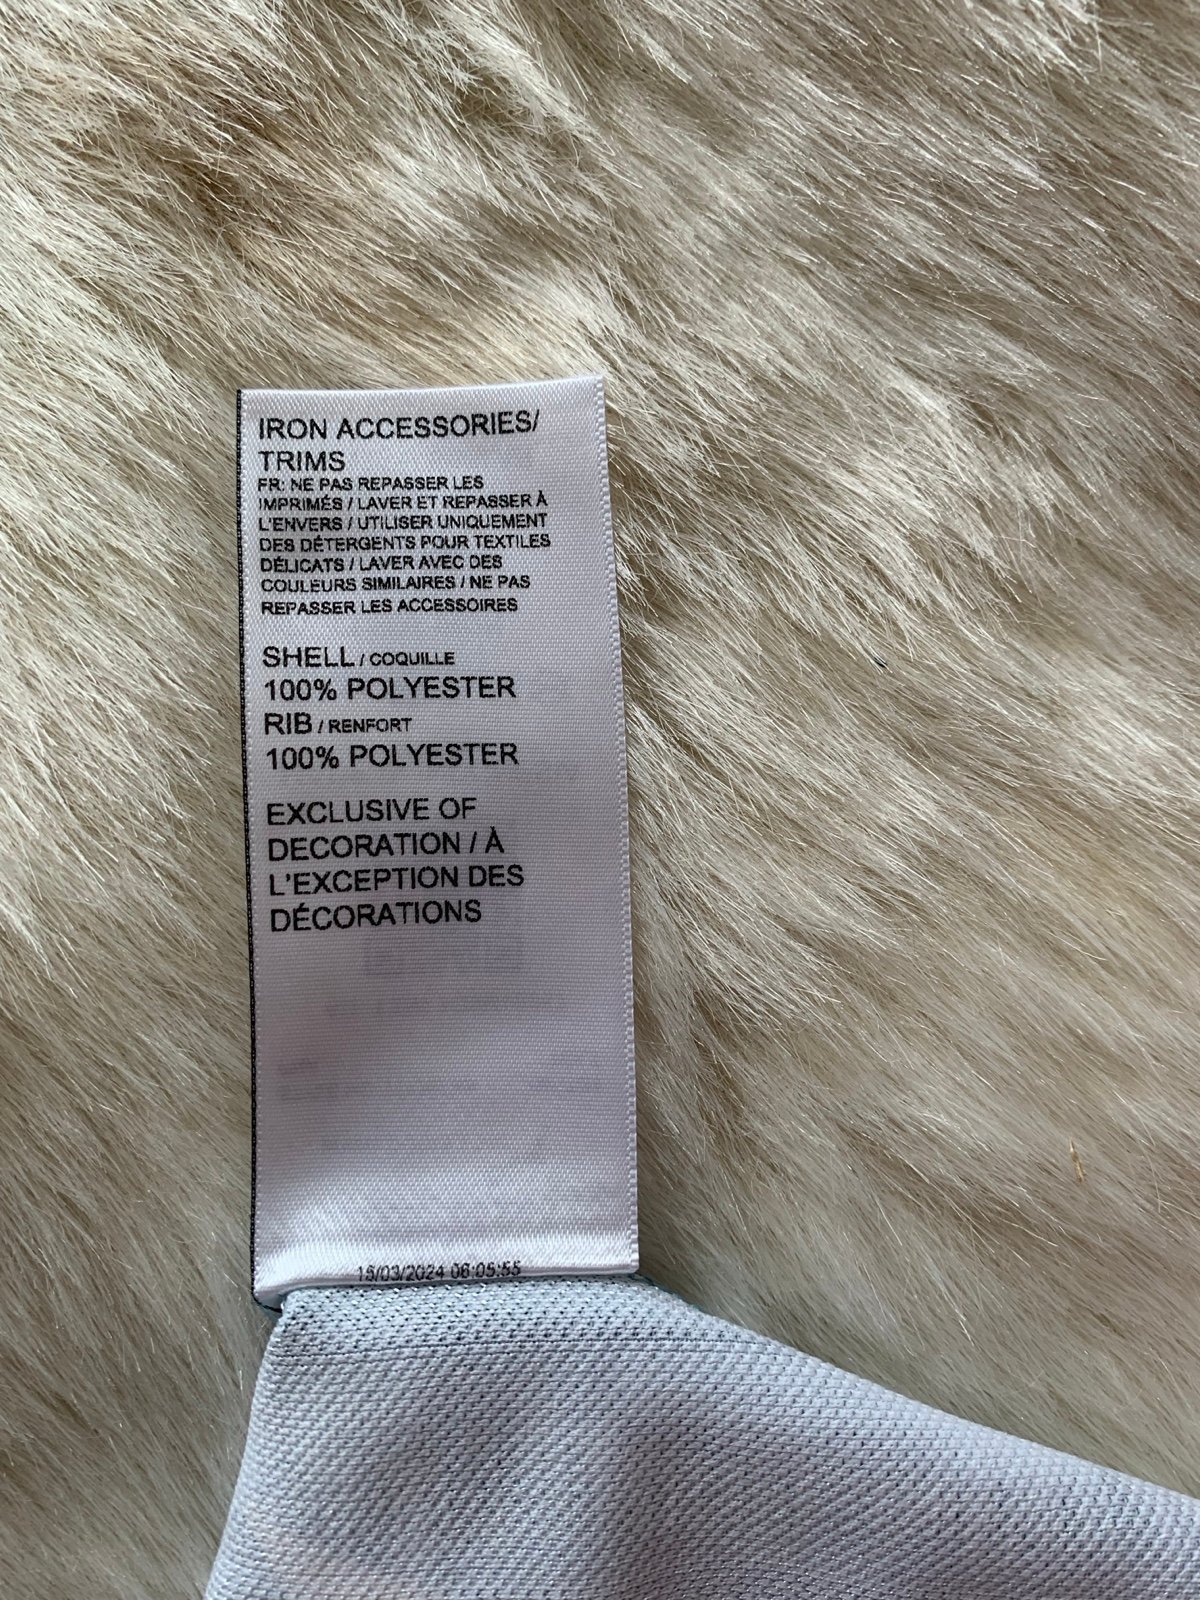 IRON ACCESSORIES/
TRIMS
FR: NE PAS REPASSER LES
IMPRIMÉS / LAVER ET REPASSER À
L'ENVERS / UTILISER UNIQUEMENT
DES DÉTERGENTS POUR TEXTILES
DÉLICATS / LAVER AVEC DES
COULEURS SIMILAIRES / NE PAS
REPASSER LES ACCESSOIRES
SHELL / COQUILLE
100% POLYESTER
RIB / RENFORT
100% POLYESTER
EXCLUSIVE OF
DECORATION / À
L'EXCEPTION DES
DÉCORATIONS
15/03/2024 06:05:55